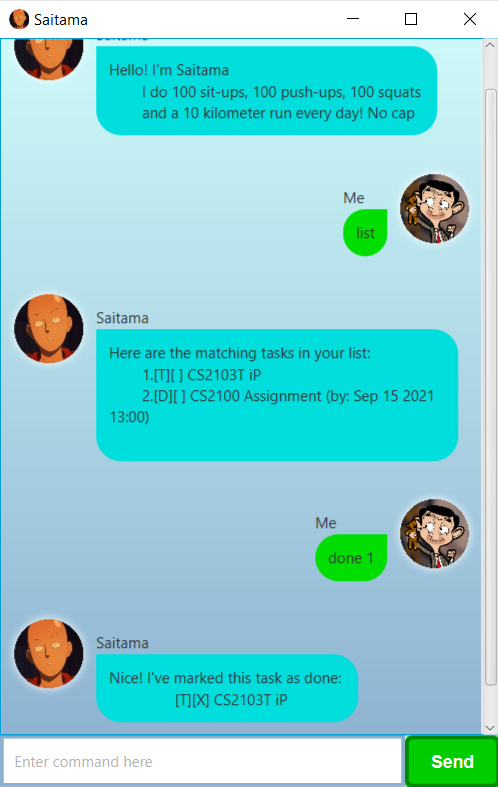 Saitama
Saitama
Hello! I'm Saitama
I do 100 sit-ups, 100 push-ups, 100 squats
and a 10 kilometer run every day! No cap
Me
list
Saitama
Here are the matching tasks in your list:
1.[T][ ] CS2103T iP
2.[D][ ] CS2100 Assignment (by: Sep 15 2021
13:00)
Me
done 1
Saitama
Nice! I've marked this task as done:
[T][X] CS2103T iP
Enter command here
Send